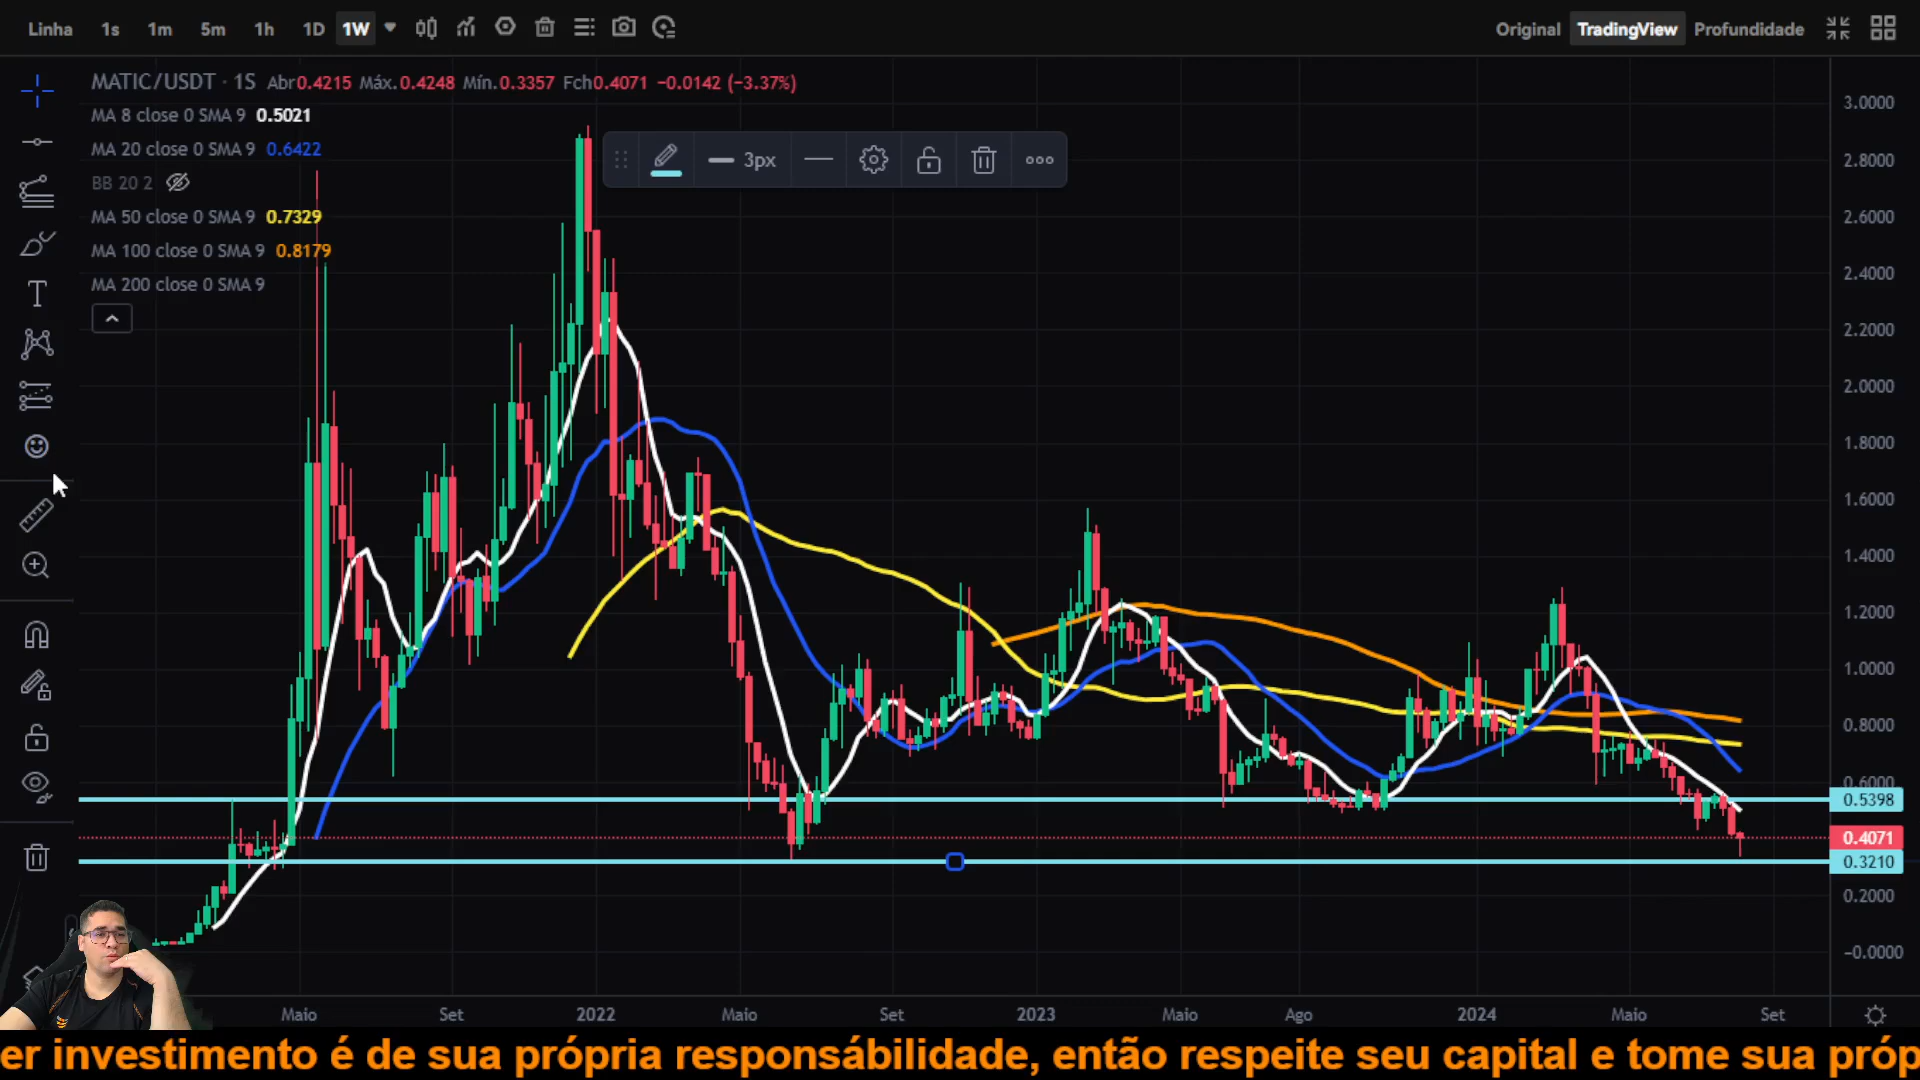 Linha 1s 1m 5m 1h 1D 1W
Original TradingView Profundidade
MATIC/USDT · 1S Abr0.4215 Máx.0.4248 Mín.0.3357 Fch0.4071 −0.0142 (−3.37%)
MA 8 close 0 SMA 9 0.5021
MA 20 close 0 SMA 9 0.6422
BB 20 2
MA 50 close 0 SMA 9 0.7329
MA 100 close 0 SMA 9 0.8179
MA 200 close 0 SMA 9
3px
3.0000
2.8000
2.6000
2.4000
2.2000
2.0000
1.8000
1.6000
1.4000
1.2000
1.0000
0.8000
0.6000
0.5398
0.4071
0.3210
0.2000
-0.0000
Maio Set 2022 Maio Set 2023 Maio Ago 2024 Maio Set
er investimento é de sua própria responsábilidade, então respeite seu capital e tome sua próp